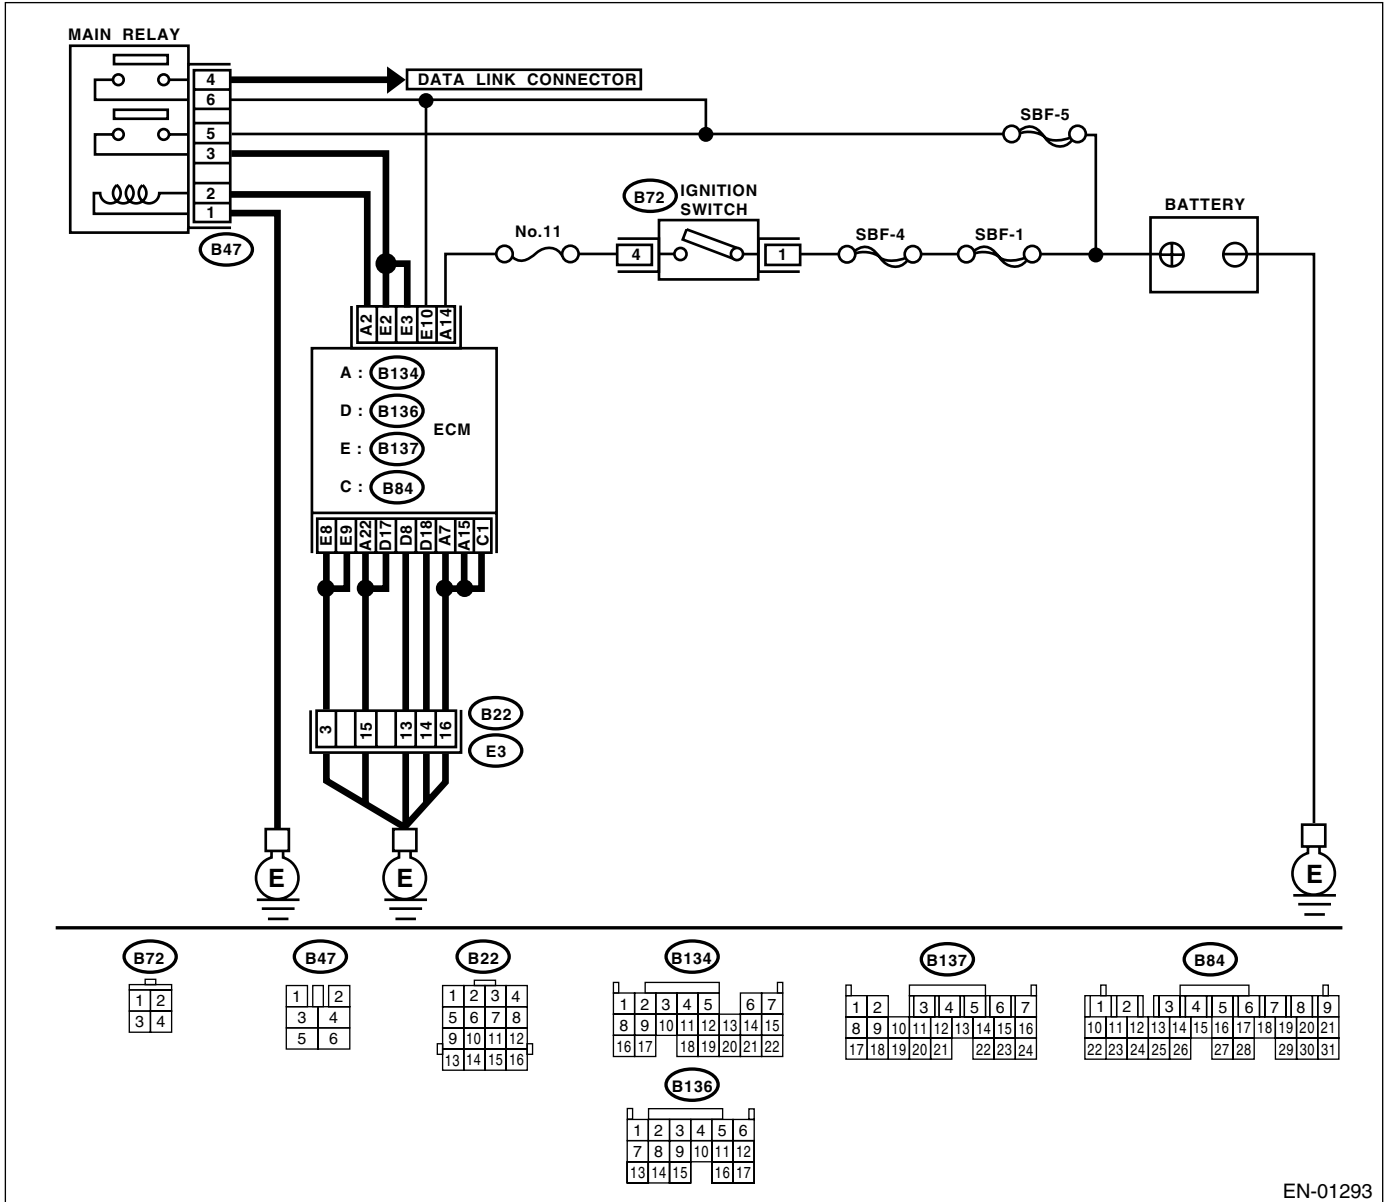 MAIN RELAY
4
DATA LINK CONNECTOR
6
5
3
2
1
B47
SBF-5
B72 IGNITION SWITCH
BATTERY
No.11
4
1
SBF-4
SBF-1
A2 E2 E3 E10 A14
A : B134
D : B136
ECM
E : B137
C : B84
E8 E9 A22 D17 D8 D18 A7 A15 C1
3 15 13 14 16
B22
E3
E
E
E
B72
1 2
3 4
B47
1 2
3 4
5 6
B22
1 2 3 4
5 6 7 8
9 10 11 12
13 14 15 16
B134
1 2 3 4 5 6 7
8 9 10 11 12 13 14 15
16 17 18 19 20 21 22
B136
1 2 3 4 5 6
7 8 9 10 11 12
13 14 15 16 17
B137
1 2 3 4 5 6 7
8 9 10 11 12 13 14 15 16
17 18 19 20 21 22 23 24
B84
1 2 3 4 5 6 7 8 9
10 11 12 13 14 15 16 17 18 19 20 21
22 23 24 25 26 27 28 29 30 31
EN-01293